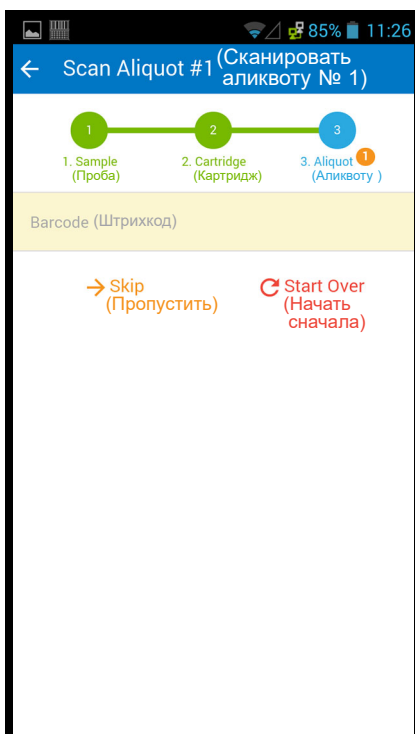 85% 11:26
Scan Aliquot #1 (Сканировать
аликвоту № 1)
1 2 3
1. Sample 2. Cartridge 3. Aliquot 1
(Проба) (Картридж) (Аликвоту )
Barcode (Штрихкод)
Skip Start Over
(Пропустить) (Начать
сначала)